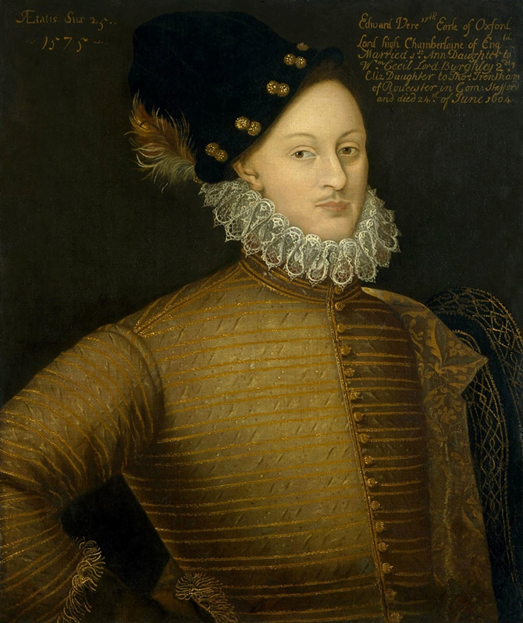 Ætatis Suæ 25..
~ 1575 ~
Edward Vere 17th Earle of Oxford
Lord high Chamberlaine of Eng
Married 1st Ann Daughter to
Wm Cecil Lord Burghley 2dly
Eliz Daughter to Thos Trentham
of Roucester in Com: Stafford
and died 24th of June 1604